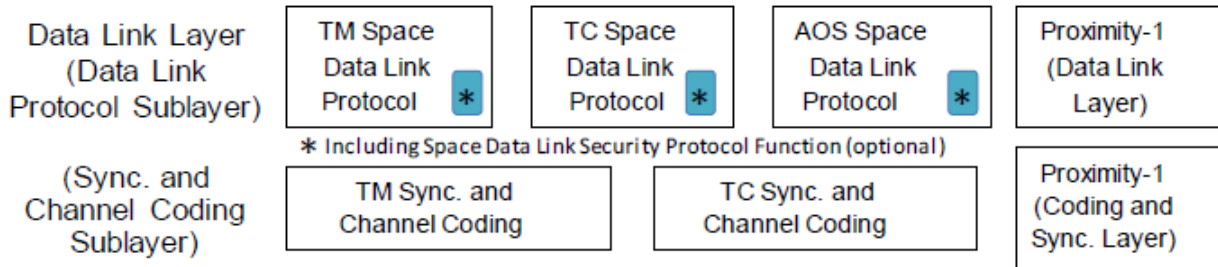 Data Link Layer
(Data Link
Protocol Sublayer)
TM Space
Data Link
Protocol *
TC Space
Data Link
Protocol *
AOS Space
Data Link
Protocol *
Proximity-1
(Data Link
Layer)
* Including Space Data Link Security Protocol Function (optional)
(Sync. and
Channel Coding
Sublayer)
TM Sync. and
Channel Coding
TC Sync. and
Channel Coding
Proximity-1
(Coding and
Sync. Layer)